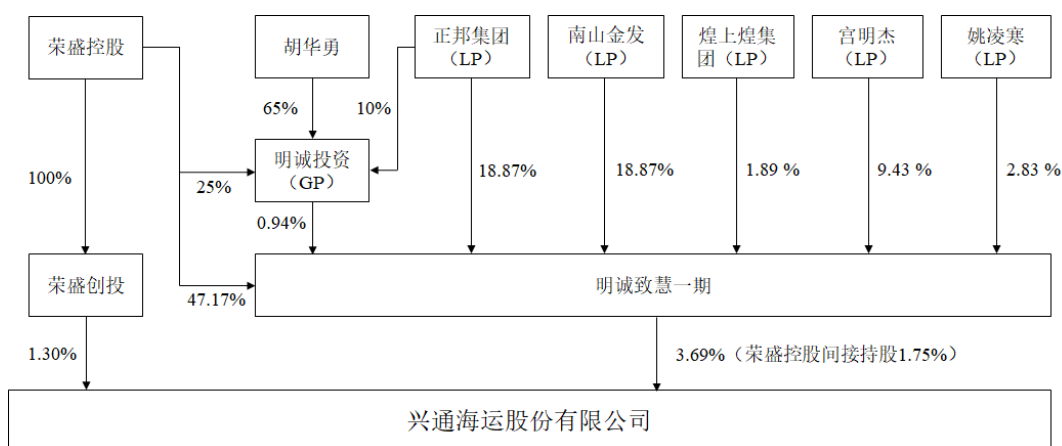 荣盛控股
胡华勇
正邦集团
（LP）
南山金发
（LP）
煌上煌集
团（LP）
宫明杰
（LP）
姚凌寒
（LP）
65%
10%
明诚投资
（GP）
100%
25%
18.87%
18.87%
1.89 %
9.43 %
2.83 %
0.94%
荣盛创投
47.17%
明诚致慧一期
1.30%
3.69%（荣盛控股间接持股1.75%）
兴通海运股份有限公司